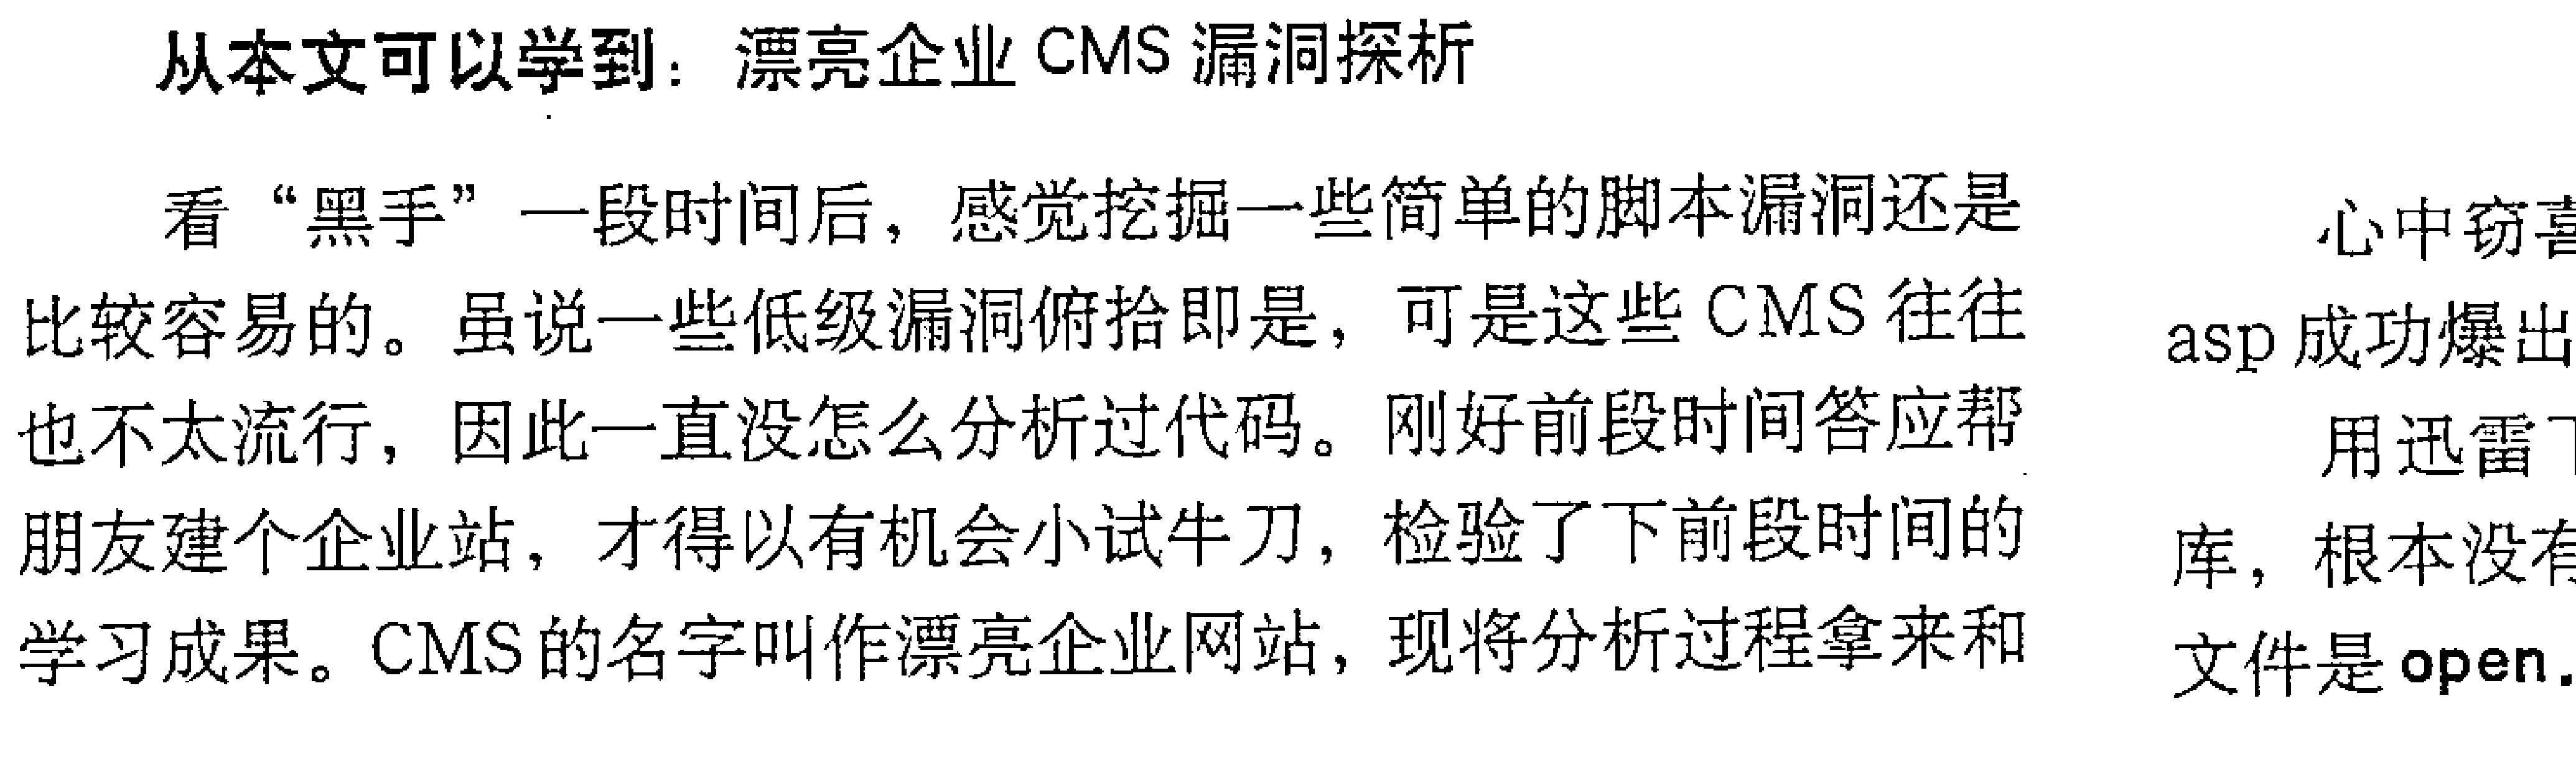 从本文可以学到：漂亮企业 CMS 漏洞探析
看“黑手”一段时间后，感觉挖掘一些简单的脚本漏洞还是
比较容易的。虽说一些低级漏洞俯拾即是，可是这些 CMS 往往
也不太流行，因此一直没怎么分析过代码。刚好前段时间答应帮
朋友建个企业站，才得以有机会小试牛刀，检验了下前段时间的
学习成果。CMS 的名字叫作漂亮企业网站，现将分析过程拿来和
心中窃喜
asp 成功爆出
用迅雷下
库，根本没有
文件是 open.